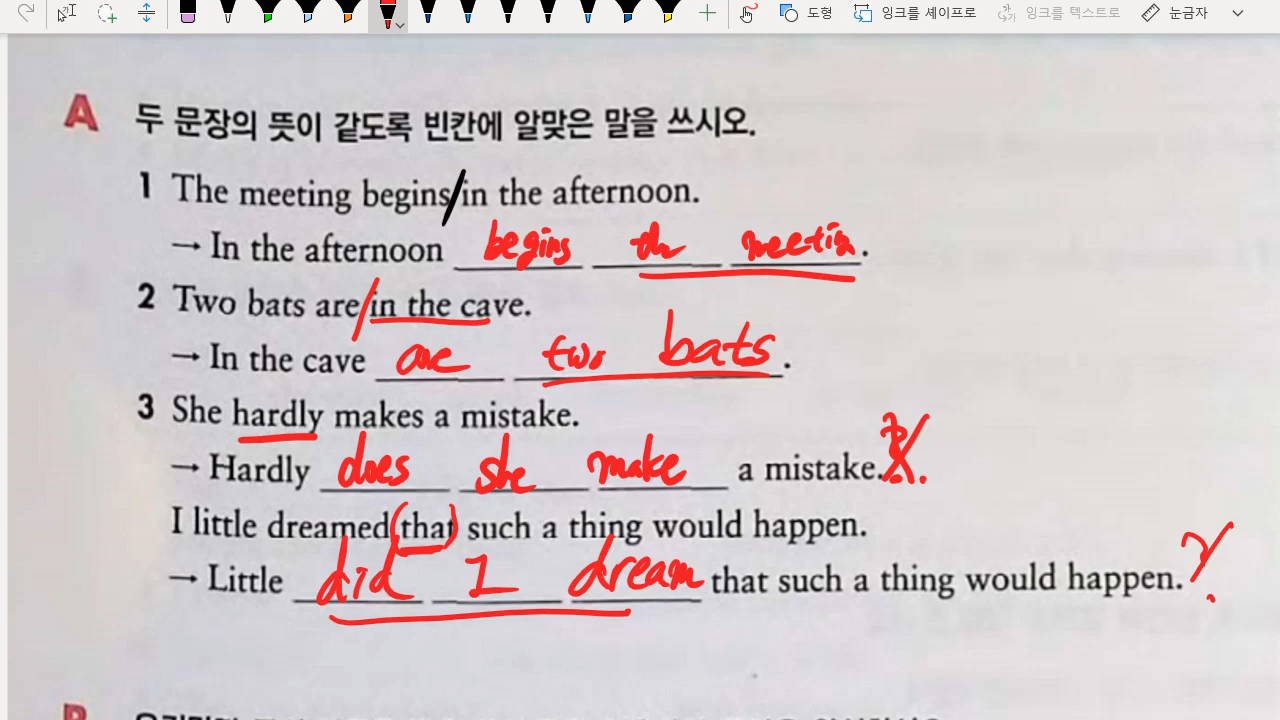 도형 잉크를 셰이프로 잉크를 텍스트로 눈금자
A 두 문장의 뜻이 같도록 빈칸에 알맞은 말을 쓰시오.
1 The meeting begins/in the afternoon.
→ In the afternoon begins the meetin.
2 Two bats are/in the cave.
→ In the cave are two bats.
3 She hardly makes a mistake.
→ Hardly does she make a mistake.
I little dreamed (that) such a thing would happen.
→ Little did I dream that such a thing would happen.